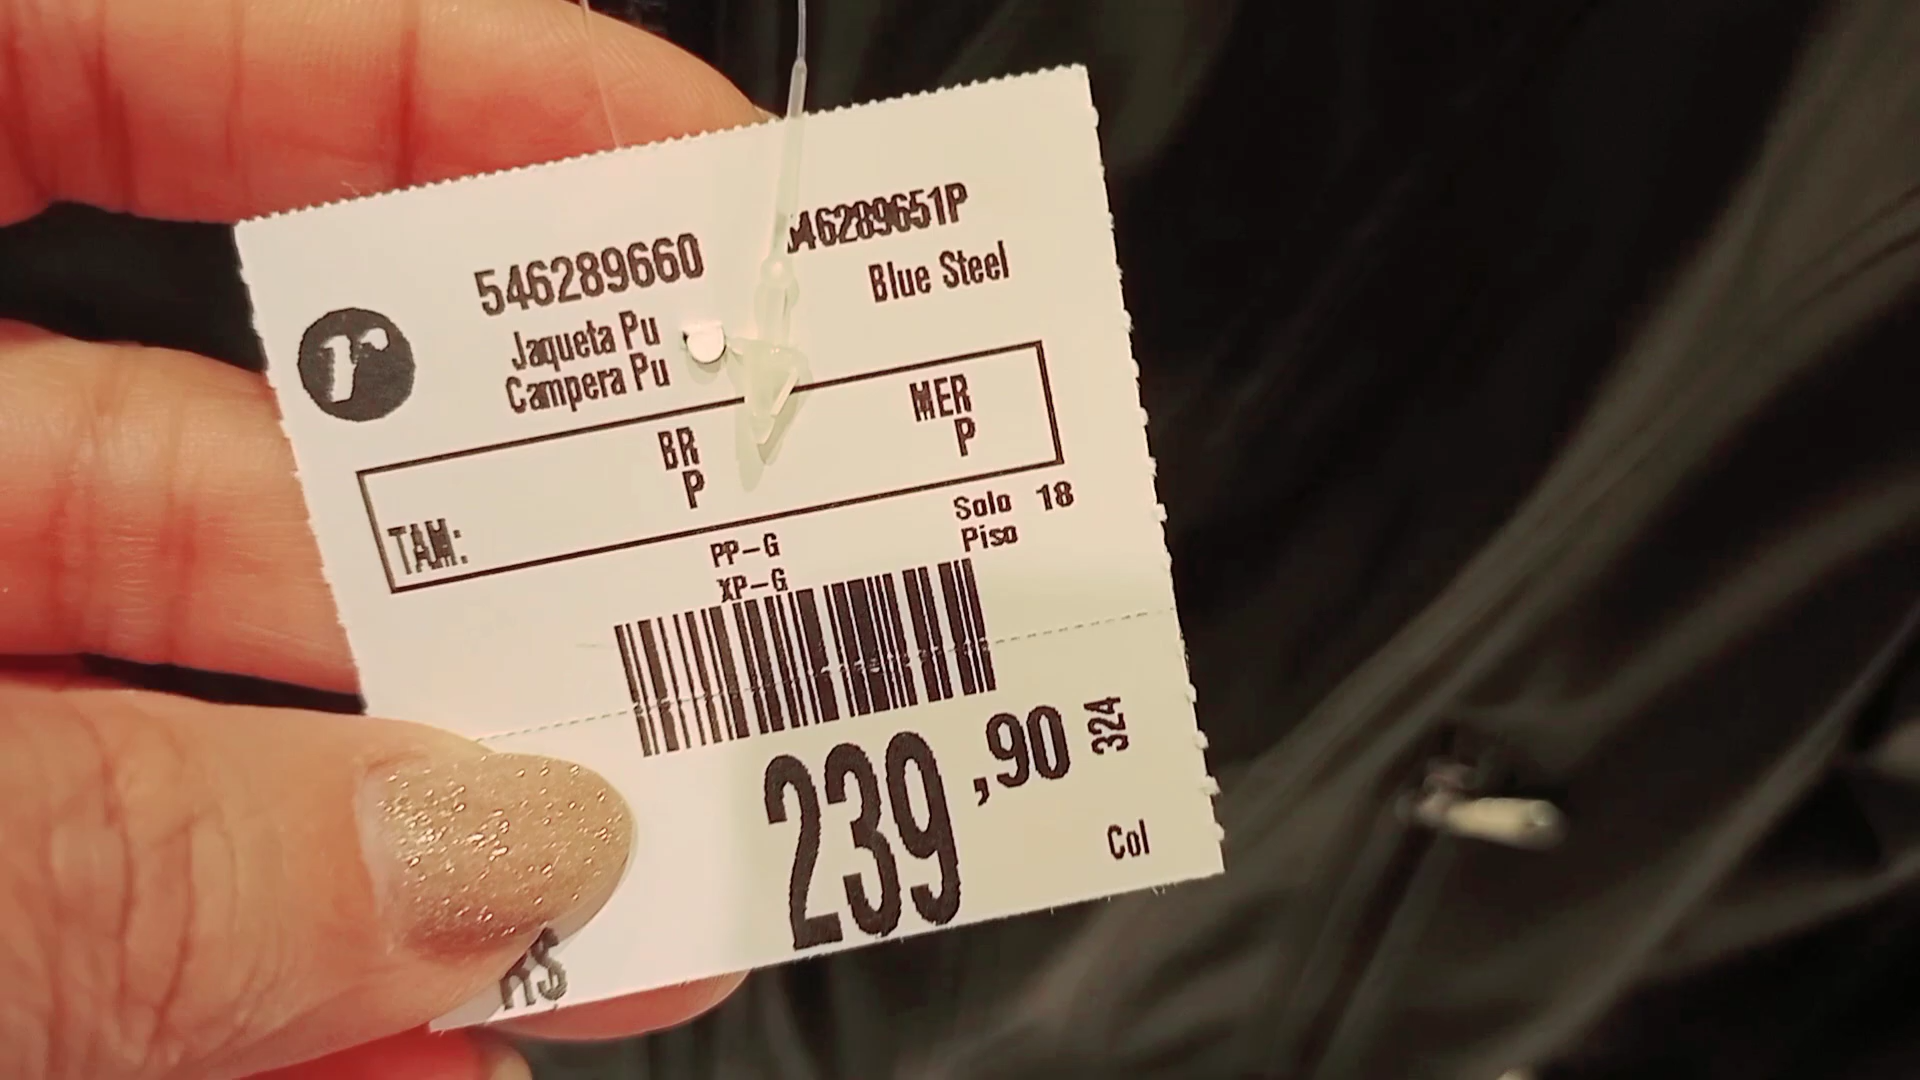 546289660
46289651P
Blue Steel
r
Jaqueta Pu
Campera Pu
BR
MER
P
P
TAM:
PP-G
XP-G
Solo 18
Piso
239,90
324
Col
R$